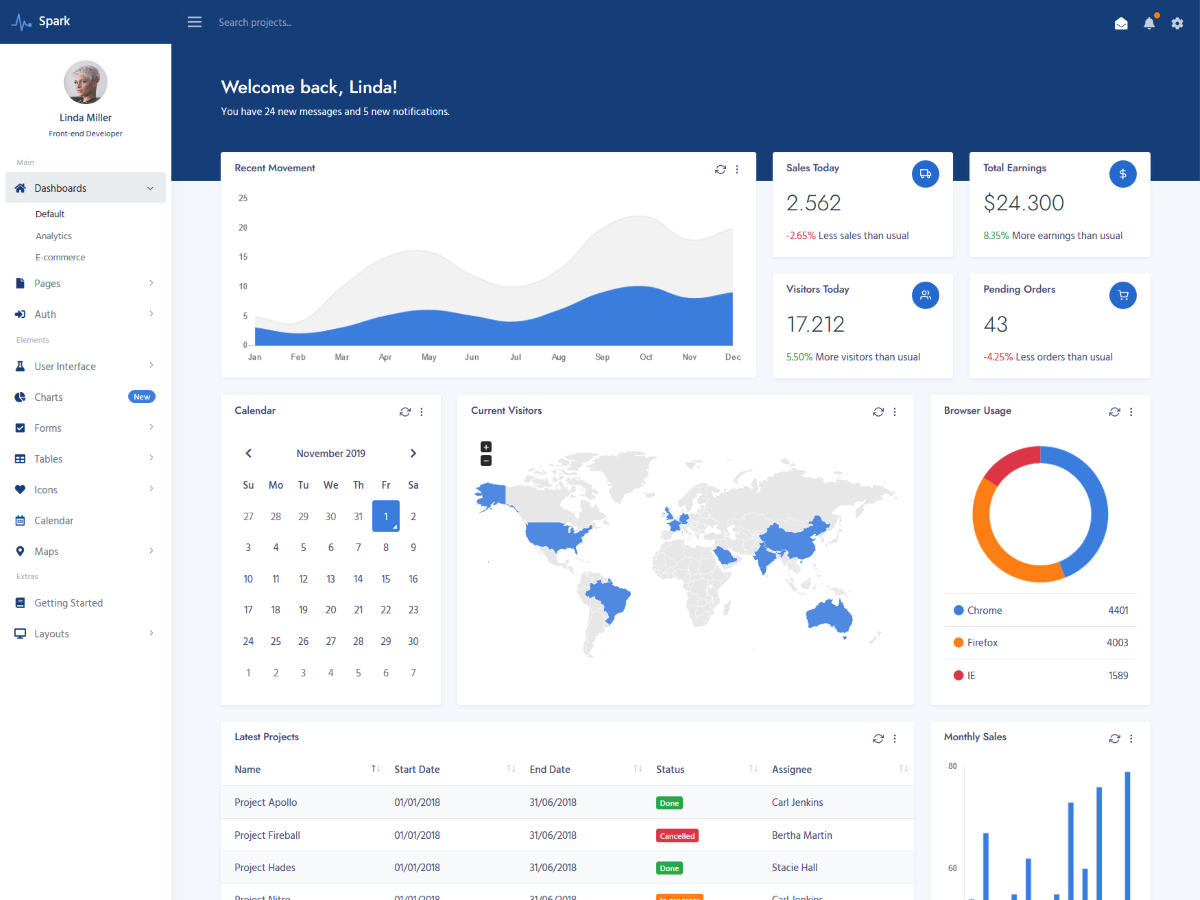 Spark
Search projects...
Linda Miller
Front-end Developer
Main
Dashboards
Default
Analytics
E-commerce
Pages
Auth
Elements
User Interface
Charts New
Forms
Tables
Icons
Calendar
Maps
Extras
Getting Started
Layouts
Welcome back, Linda!
You have 24 new messages and 5 new notifications.
Recent Movement
25
20
15
10
5
0
Jan Feb Mar Apr May Jun Jul Aug Sep Oct Nov Dec
Sales Today
2.562
-2.65% Less sales than usual
Total Earnings
$
$24.300
8.35% More earnings than usual
Visitors Today
17.212
5.50% More visitors than usual
Pending Orders
43
-4.25% Less orders than usual
Calendar
November 2019
Su Mo Tu We Th Fr Sa
27 28 29 30 31 1 2
3 4 5 6 7 8 9
10 11 12 13 14 15 16
17 18 19 20 21 22 23
24 25 26 27 28 29 30
1 2 3 4 5 6 7
Current Visitors
+
−
Browser Usage
Chrome 4401
Firefox 4003
IE 1589
Latest Projects
Name Start Date End Date Status Assignee
Project Apollo 01/01/2018 31/06/2018 Done Carl Jenkins
Project Fireball 01/01/2018 31/06/2018 Cancelled Bertha Martin
Project Hades 01/01/2018 31/06/2018 Done Stacie Hall
Project Nitro 01/01/2018 31/06/2018 Carl Jenkins
Monthly Sales
80
60